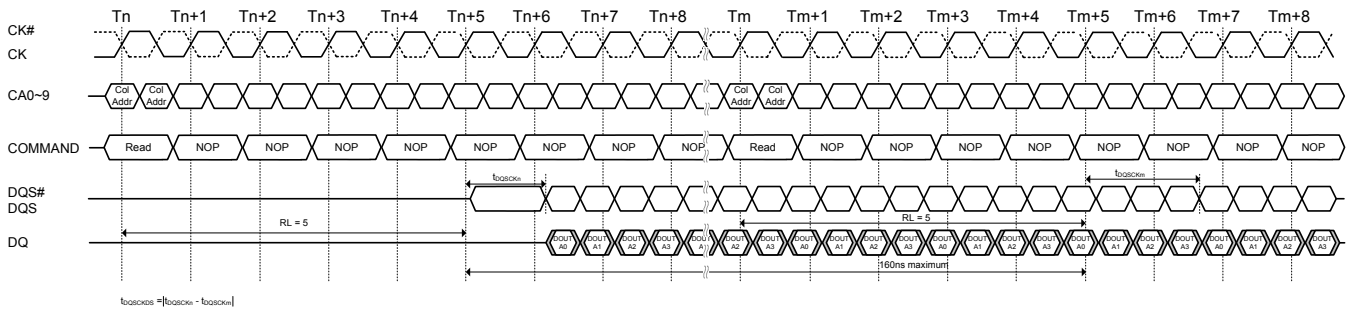 Tn Tn+1 Tn+2 Tn+3 Tn+4 Tn+5 Tn+6 Tn+7 Tn+8 Tm Tm+1 Tm+2 Tm+3 Tm+4 Tm+5 Tm+6 Tm+7 Tm+8
CK#
CK
CA0~9
Col Addr Col Addr Col Addr Col Addr
COMMAND Read NOP NOP NOP NOP NOP NOP NOP NOP Read NOP NOP NOP NOP NOP NOP NOP NOP
DQS#
DQS
tDQSCKn tDQSCKm
RL = 5 RL = 5
DQ
DOUT A0 DOUT A1 DOUT A2 DOUT A3 DOUT A0 DOUT A1 DOUT A2 DOUT A3 DOUT A0 DOUT A1 DOUT A2 DOUT A3 DOUT A0 DOUT A1 DOUT A2 DOUT A3 DOUT A0 DOUT A1 DOUT A2 DOUT A3
160ns maximum
tDQSCKDS =|tDQSCKn - tDQSCKm|